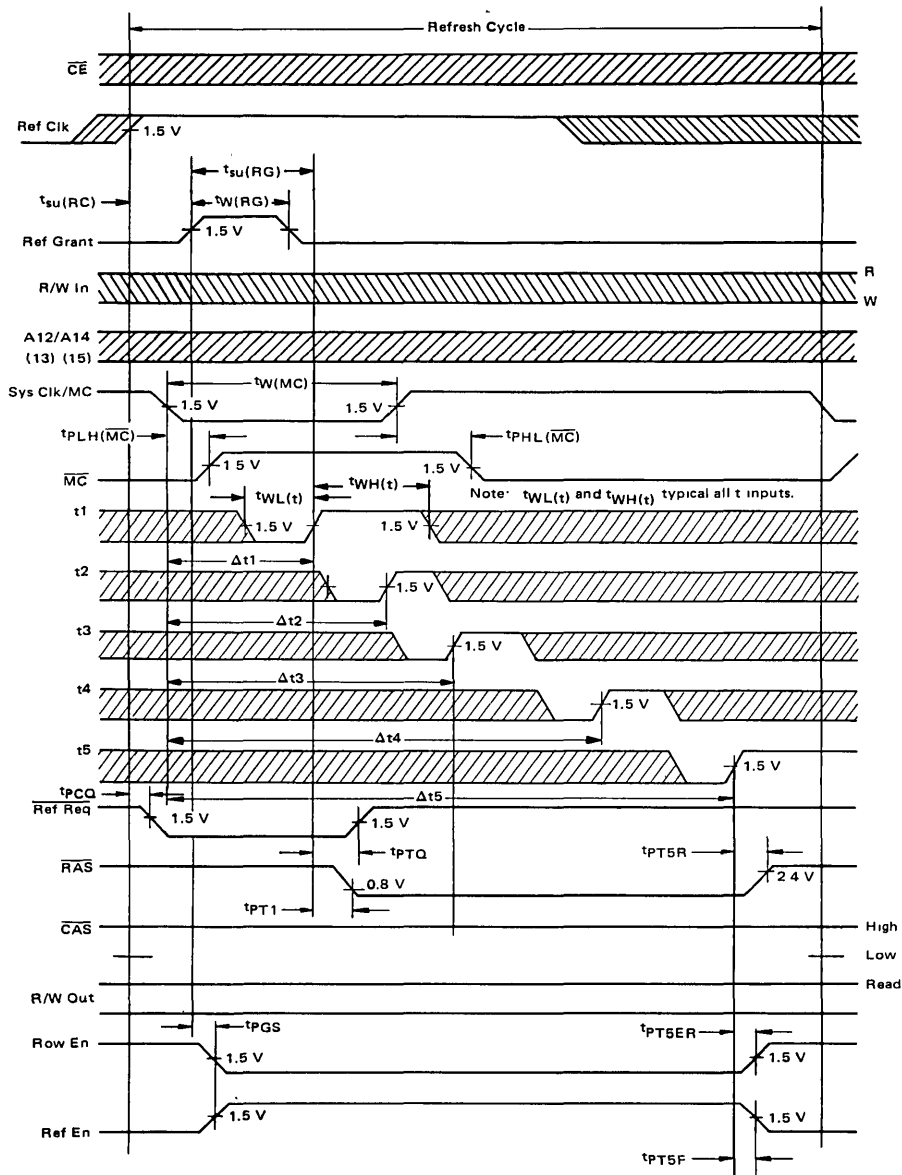 Refresh Cycle
CE
Ref Clk
1.5 V
tsu(RG)
tsu(RC)
tW(RG)
1.5 V
Ref Grant
R/W In
R
W
A12/A14
(13) (15)
Sys Clk/MC
tW(MC)
1.5 V
1.5 V
tPLH(MC)
tPHL(MC)
1 5 V
1.5 V
MC
tWL(t)
tWH(t)
Note· tWL(t) and tWH(t) typical all t inputs.
t1
1.5 V
1.5 V
Δt1
t2
1.5 V
Δt2
t3
1.5 V
Δt3
t4
1.5 V
Δt4
t5
1.5 V
tPCQ
Δt5
Ref Req
1.5 V
1.5 V
tPTQ
tPT5R
RAS
0.8 V
2 4 V
tPT1
CAS
High
Low
Read
R/W Out
tPGS
tPT5ER
Row En
1.5 V
1.5 V
Ref En
1.5 V
1.5 V
tPT5F